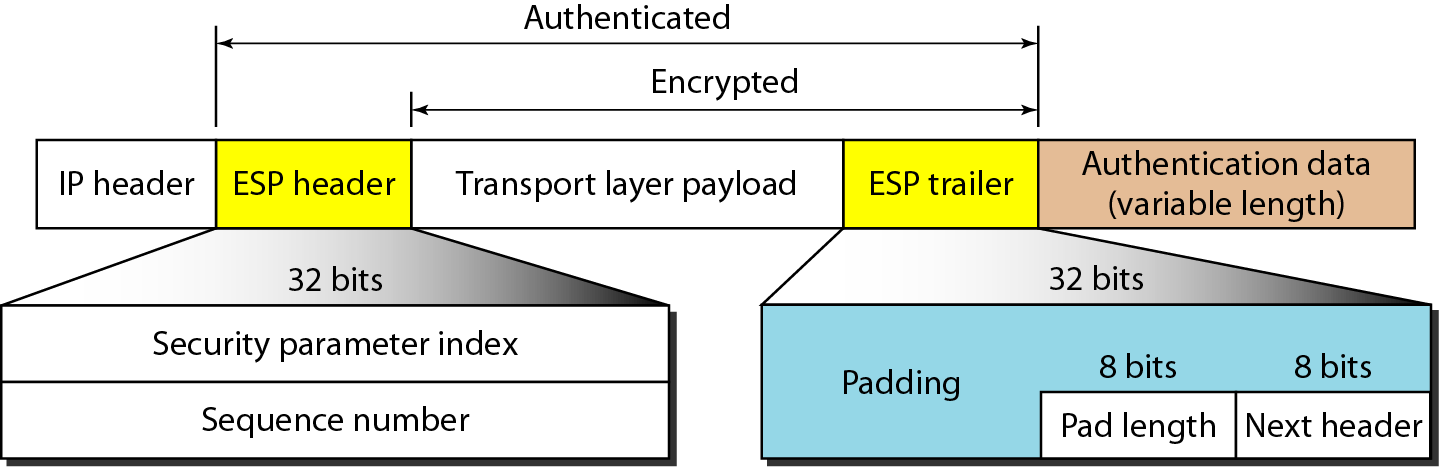 Authenticated
Encrypted
IP header
ESP header
Transport layer payload
ESP trailer
Authentication data
(variable length)
32 bits
Security parameter index
Sequence number
32 bits
Padding
8 bits
8 bits
Pad length
Next header